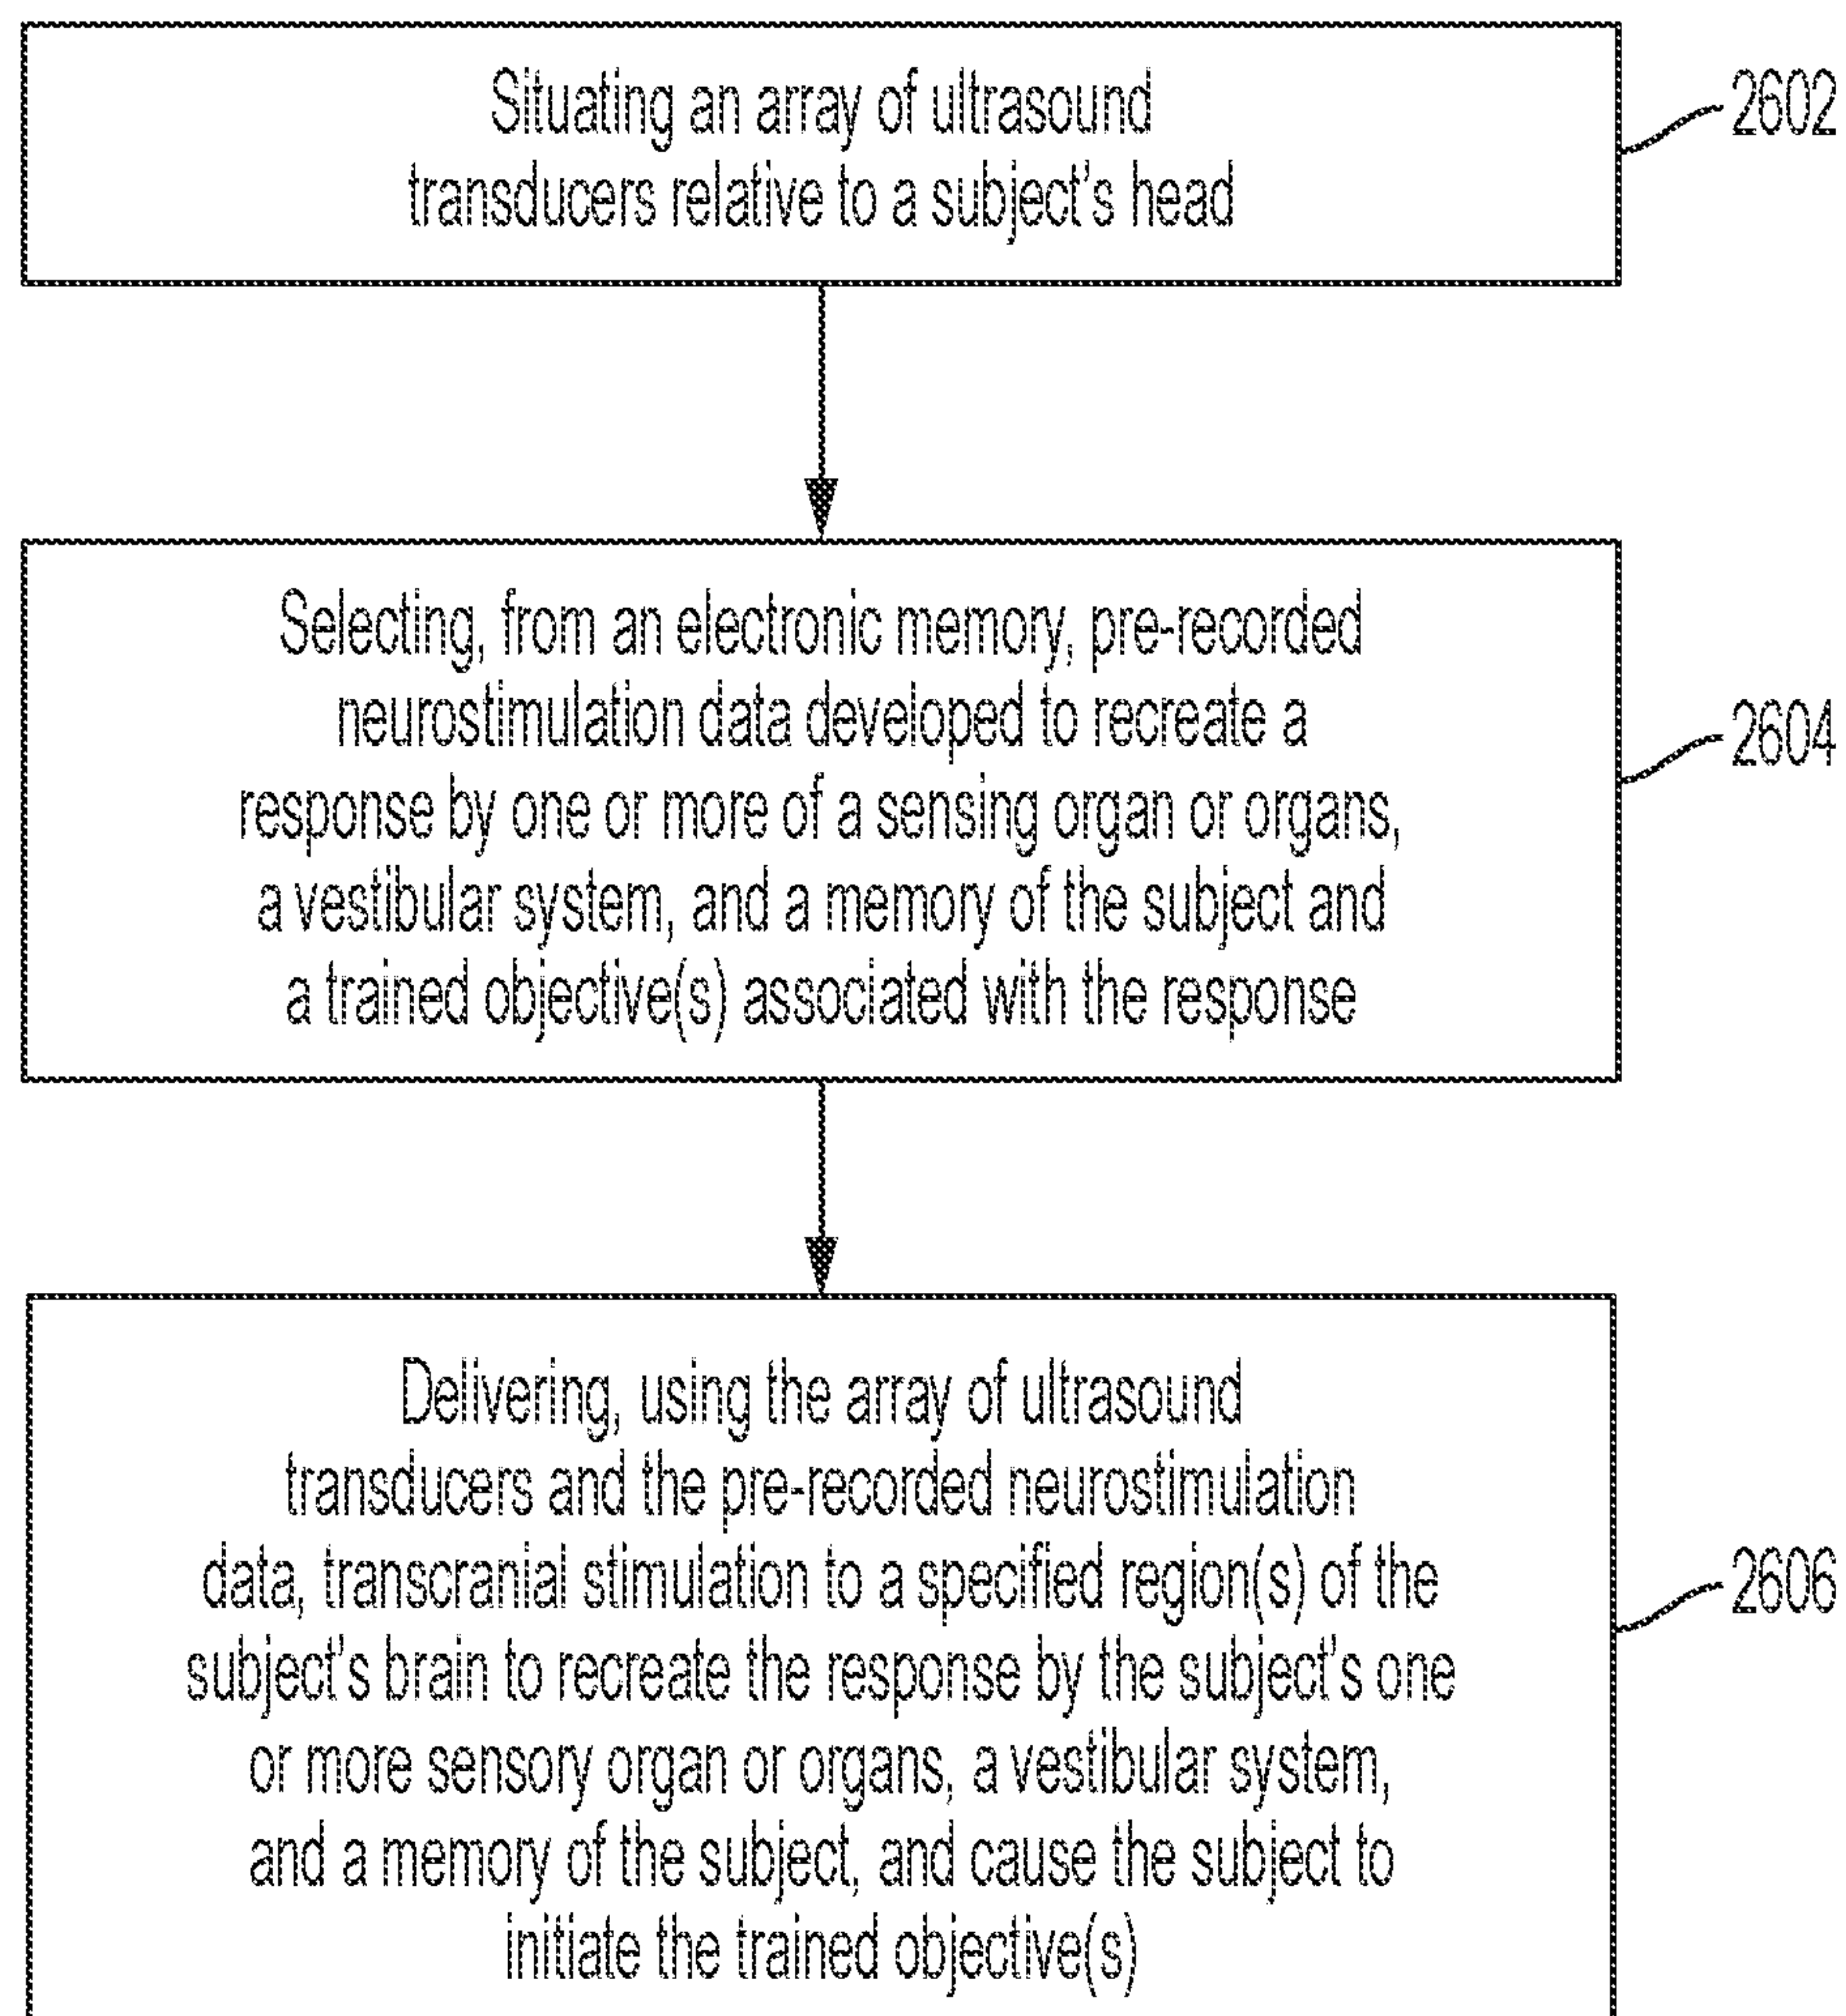 Situating an array of ultrasound
transducers relative to a subject's head
2602
Selecting, from an electronic memory, pre-recorded
neurostimulation data developed to recreate a
response by one or more of a sensing organ or organs,
a vestibular system, and a memory of the subject and
a trained objective(s) associated with the response
2604
Delivering, using the array of ultrasound
transducers and the pre-recorded neurostimulation
data, transcranial stimulation to a specified region(s) of the
subject's brain to recreate the response by the subject's one
or more sensory organ or organs, a vestibular system,
and a memory of the subject, and cause the subject to
initiate the trained objective(s)
2606